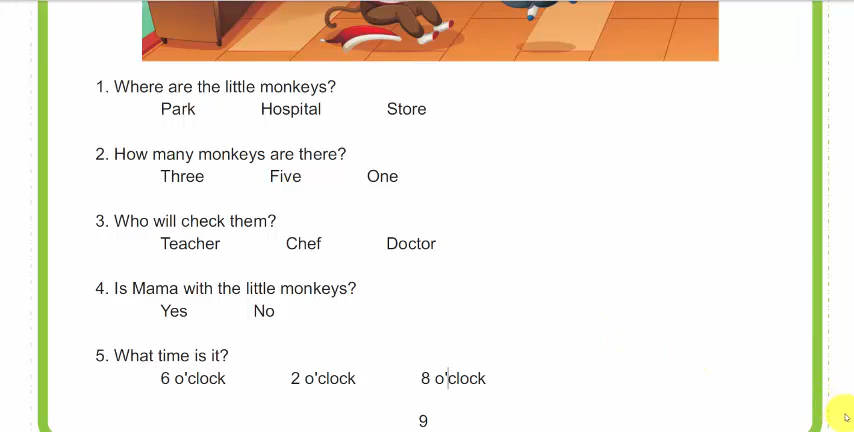 1. Where are the little monkeys?
Park Hospital Store
2. How many monkeys are there?
Three Five One
3. Who will check them?
Teacher Chef Doctor
4. Is Mama with the little monkeys?
Yes No
5. What time is it?
6 o'clock 2 o'clock 8 o'clock
9